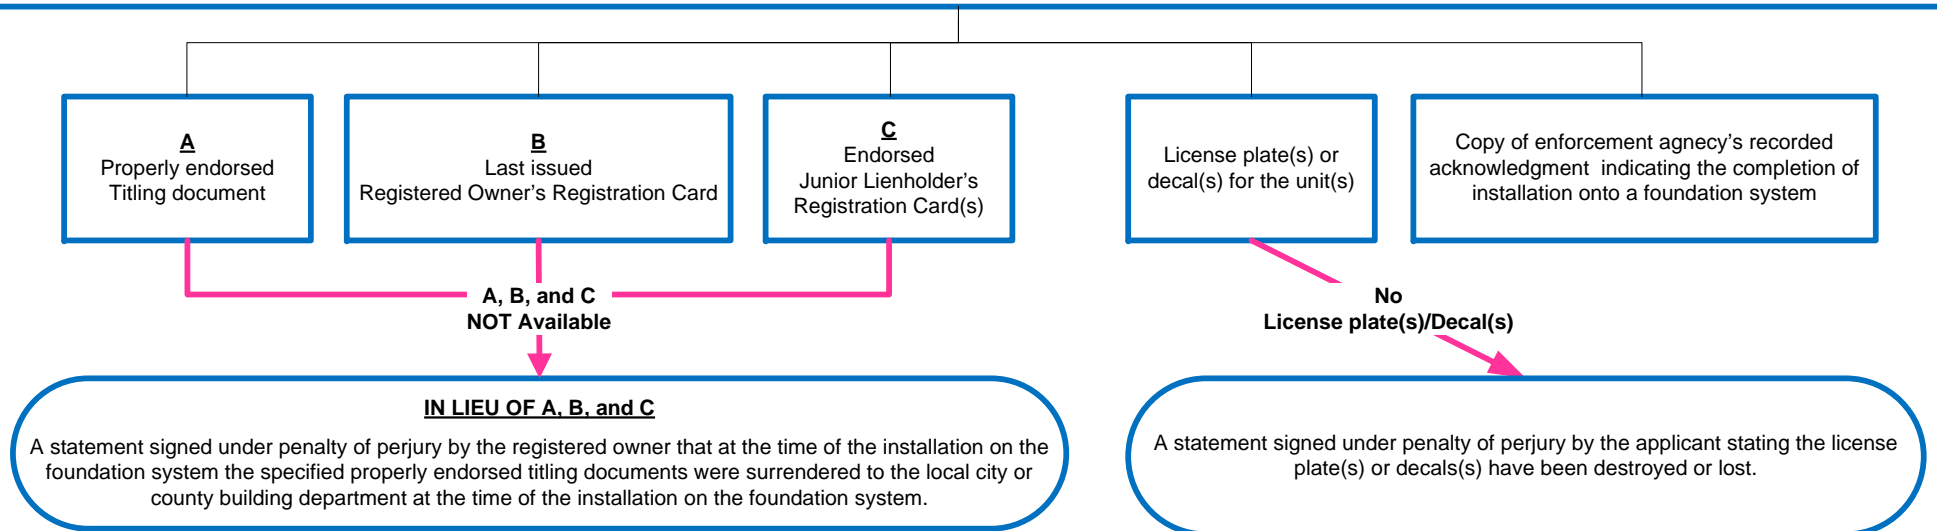 A
Properly endorsed
Titling document
B
Last issued
Registered Owner's Registration Card
C
Endorsed
Junior Lienholder's
Registration Card(s)
License plate(s) or
decal(s) for the unit(s)
Copy of enforcement agnecy's recorded
acknowledgment indicating the completion of
installation onto a foundation system
A, B, and C
NOT Available
No
License plate(s)/Decal(s)
IN LIEU OF A, B, and C
A statement signed under penalty of perjury by the registered owner that at the time of the installation on the
foundation system the specified properly endorsed titling documents were surrendered to the local city or
county building department at the time of the installation on the foundation system.
A statement signed under penalty of perjury by the applicant stating the license
plate(s) or decals(s) have been destroyed or lost.